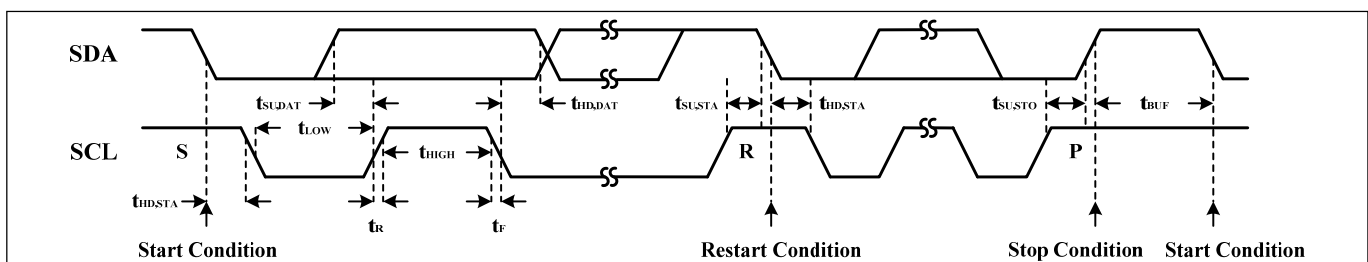 SDA
tSU,DAT
tHD,DAT
tSU,STA
tHD,STA
tSU,STO
tBUF
tLOW
SCL
S
tHIGH
R
P
tHD,STA
tR
tF
Start Condition
Restart Condition
Stop Condition
Start Condition